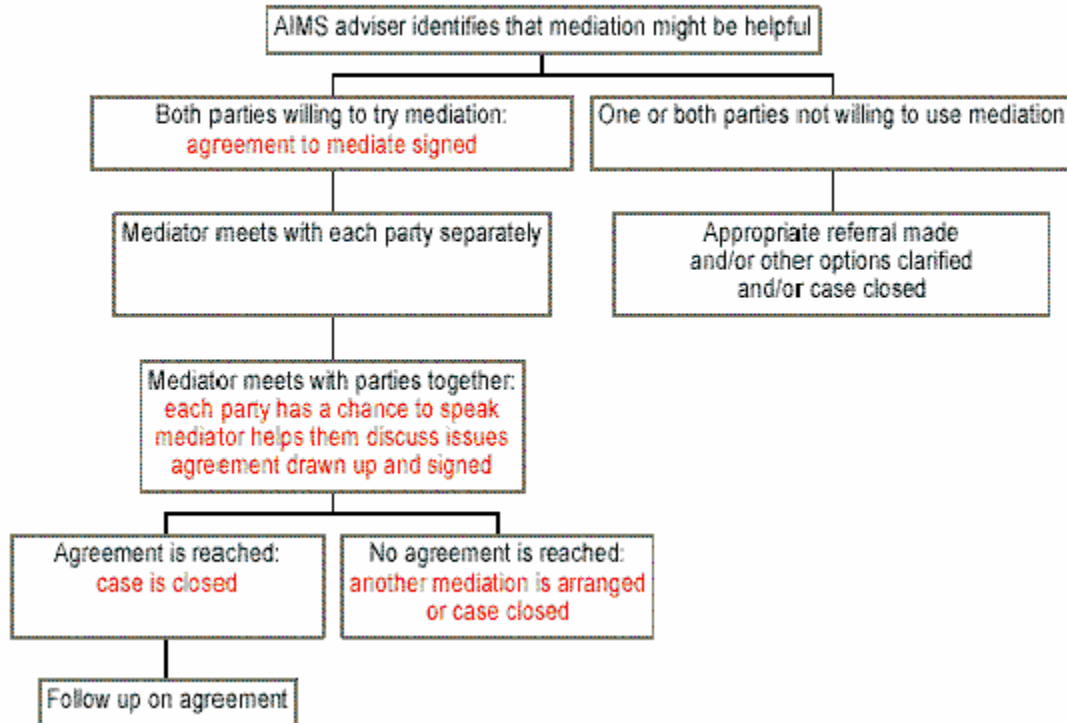 AIMS adviser identifies that mediation might be helpful
Both parties willing to try mediation:
agreement to mediate signed
One or both parties not willing to use mediation
Mediator meets with each party separately
Appropriate referral made
and/or other options clarified
and/or case closed
Mediator meets with parties together:
each party has a chance to speak
mediator helps them discuss issues
agreement drawn up and signed
Agreement is reached:
case is closed
No agreement is reached:
another mediation is arranged
or case closed
Follow up on agreement